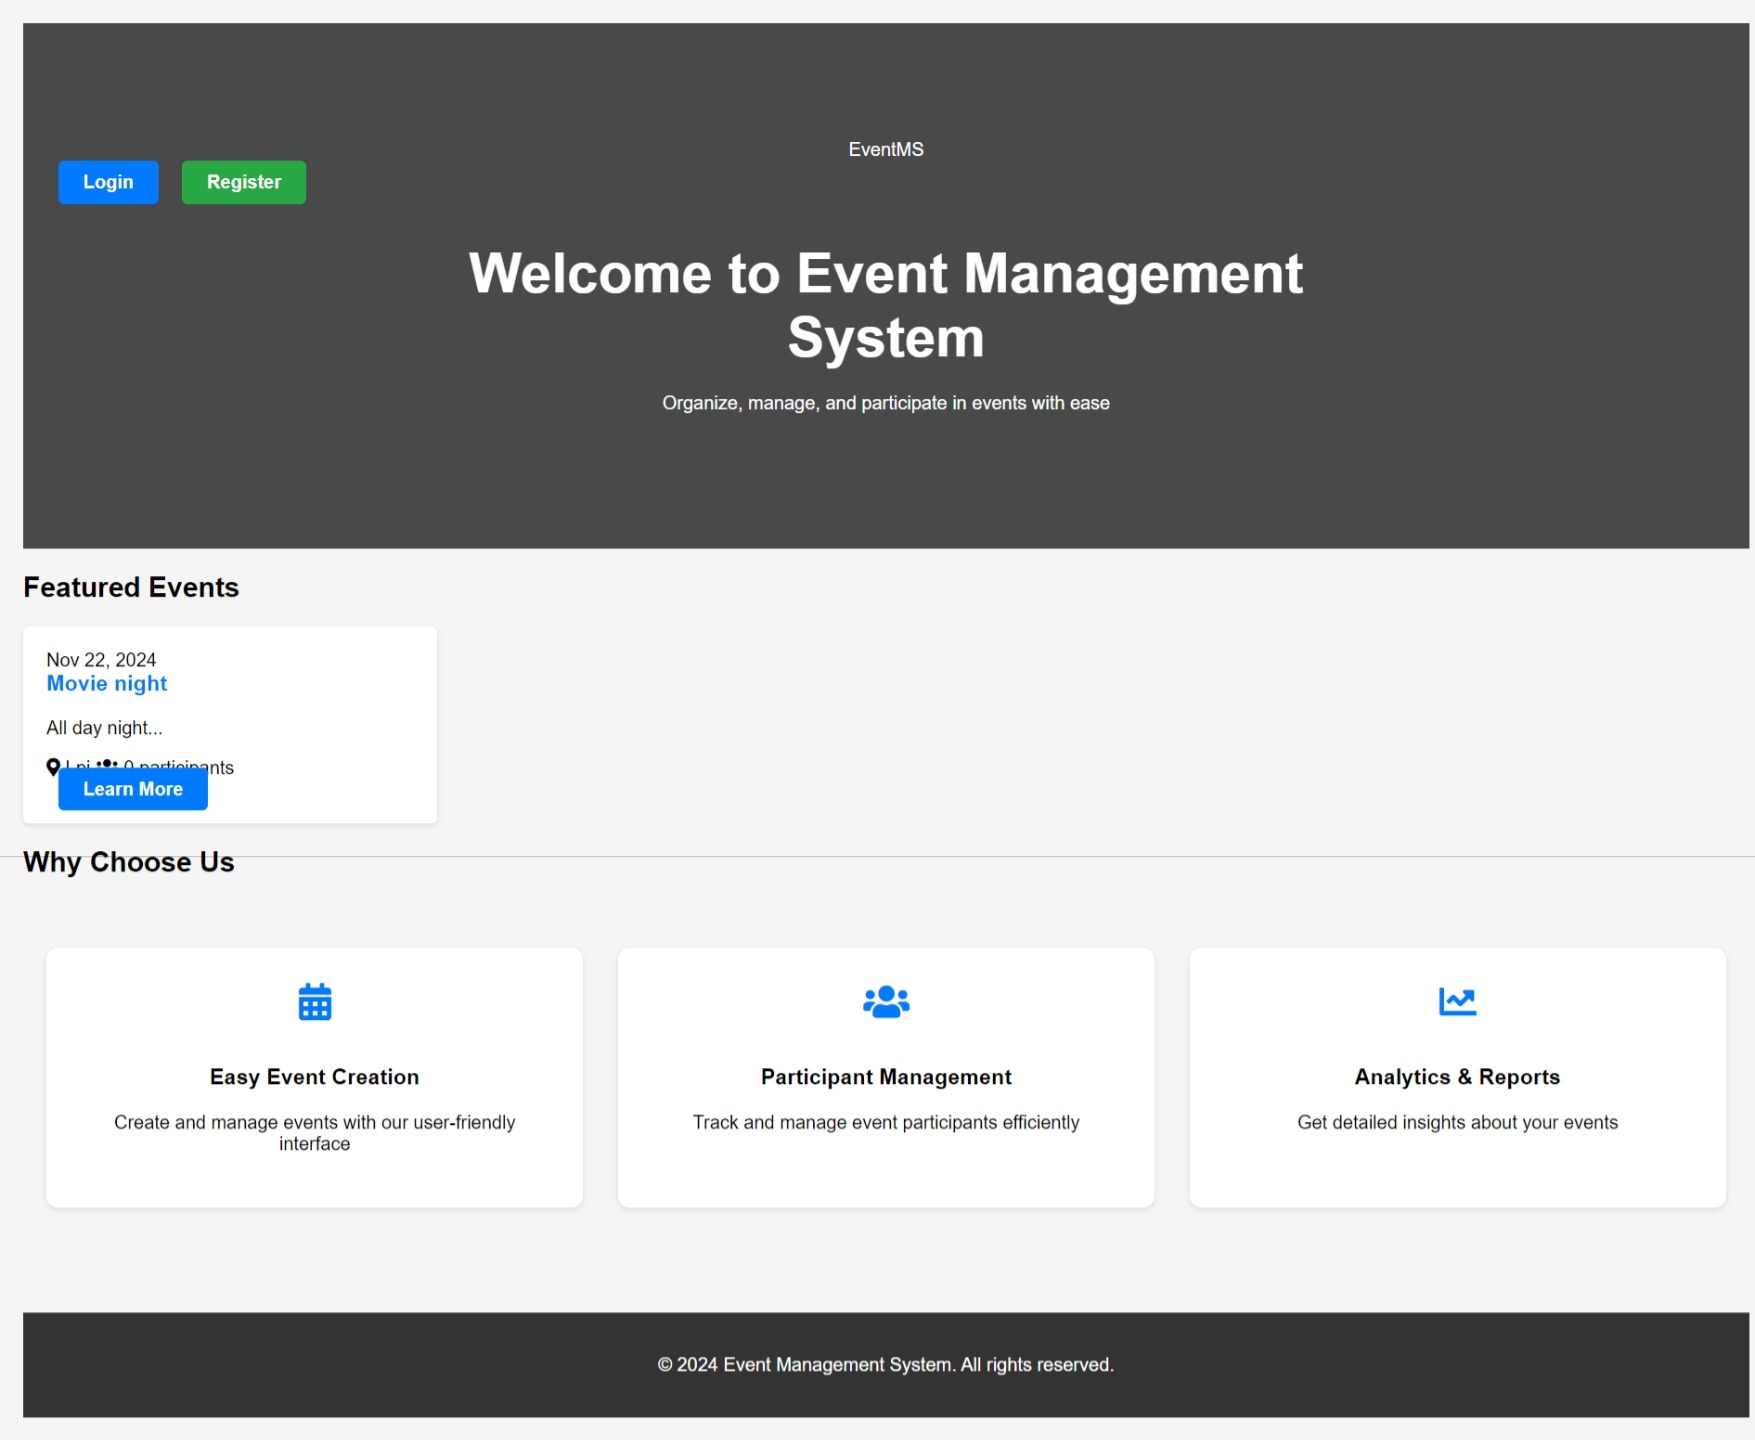 EventMS
Login
Register
Welcome to Event Management
System
Organize, manage, and participate in events with ease
Featured Events
Nov 22, 2024
Movie night
All day night...
0 participants
Learn More
Why Choose Us
Easy Event Creation
Create and manage events with our user-friendly
interface
Participant Management
Track and manage event participants efficiently
Analytics & Reports
Get detailed insights about your events
© 2024 Event Management System. All rights reserved.